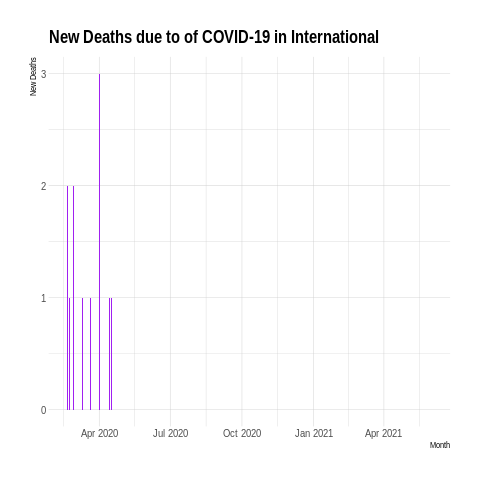 New Deaths due to of COVID-19 in International
New Deaths
3
2
1
0
Apr 2020 Jul 2020 Oct 2020 Jan 2021 Apr 2021
Month